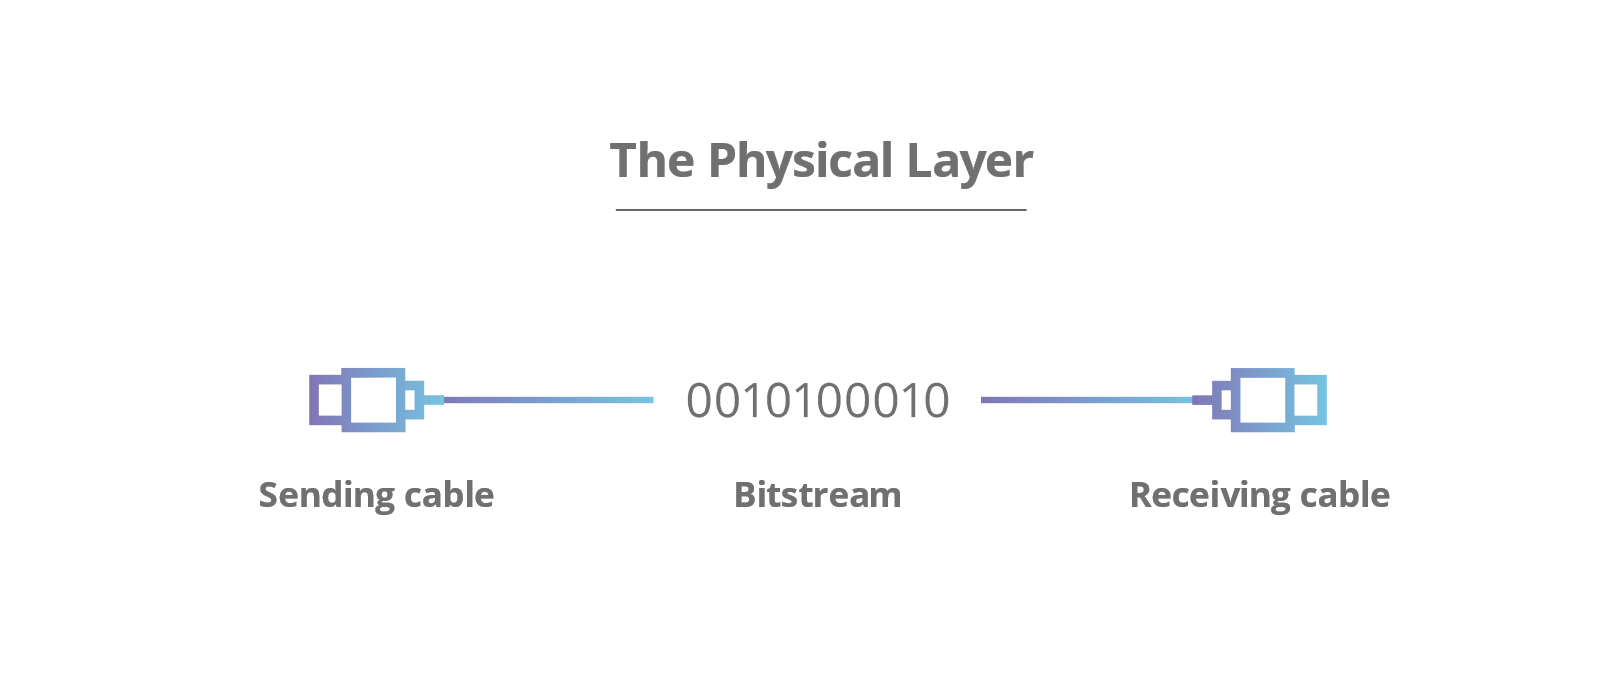 The Physical Layer
0010100010
Sending cable
Bitstream
Receiving cable